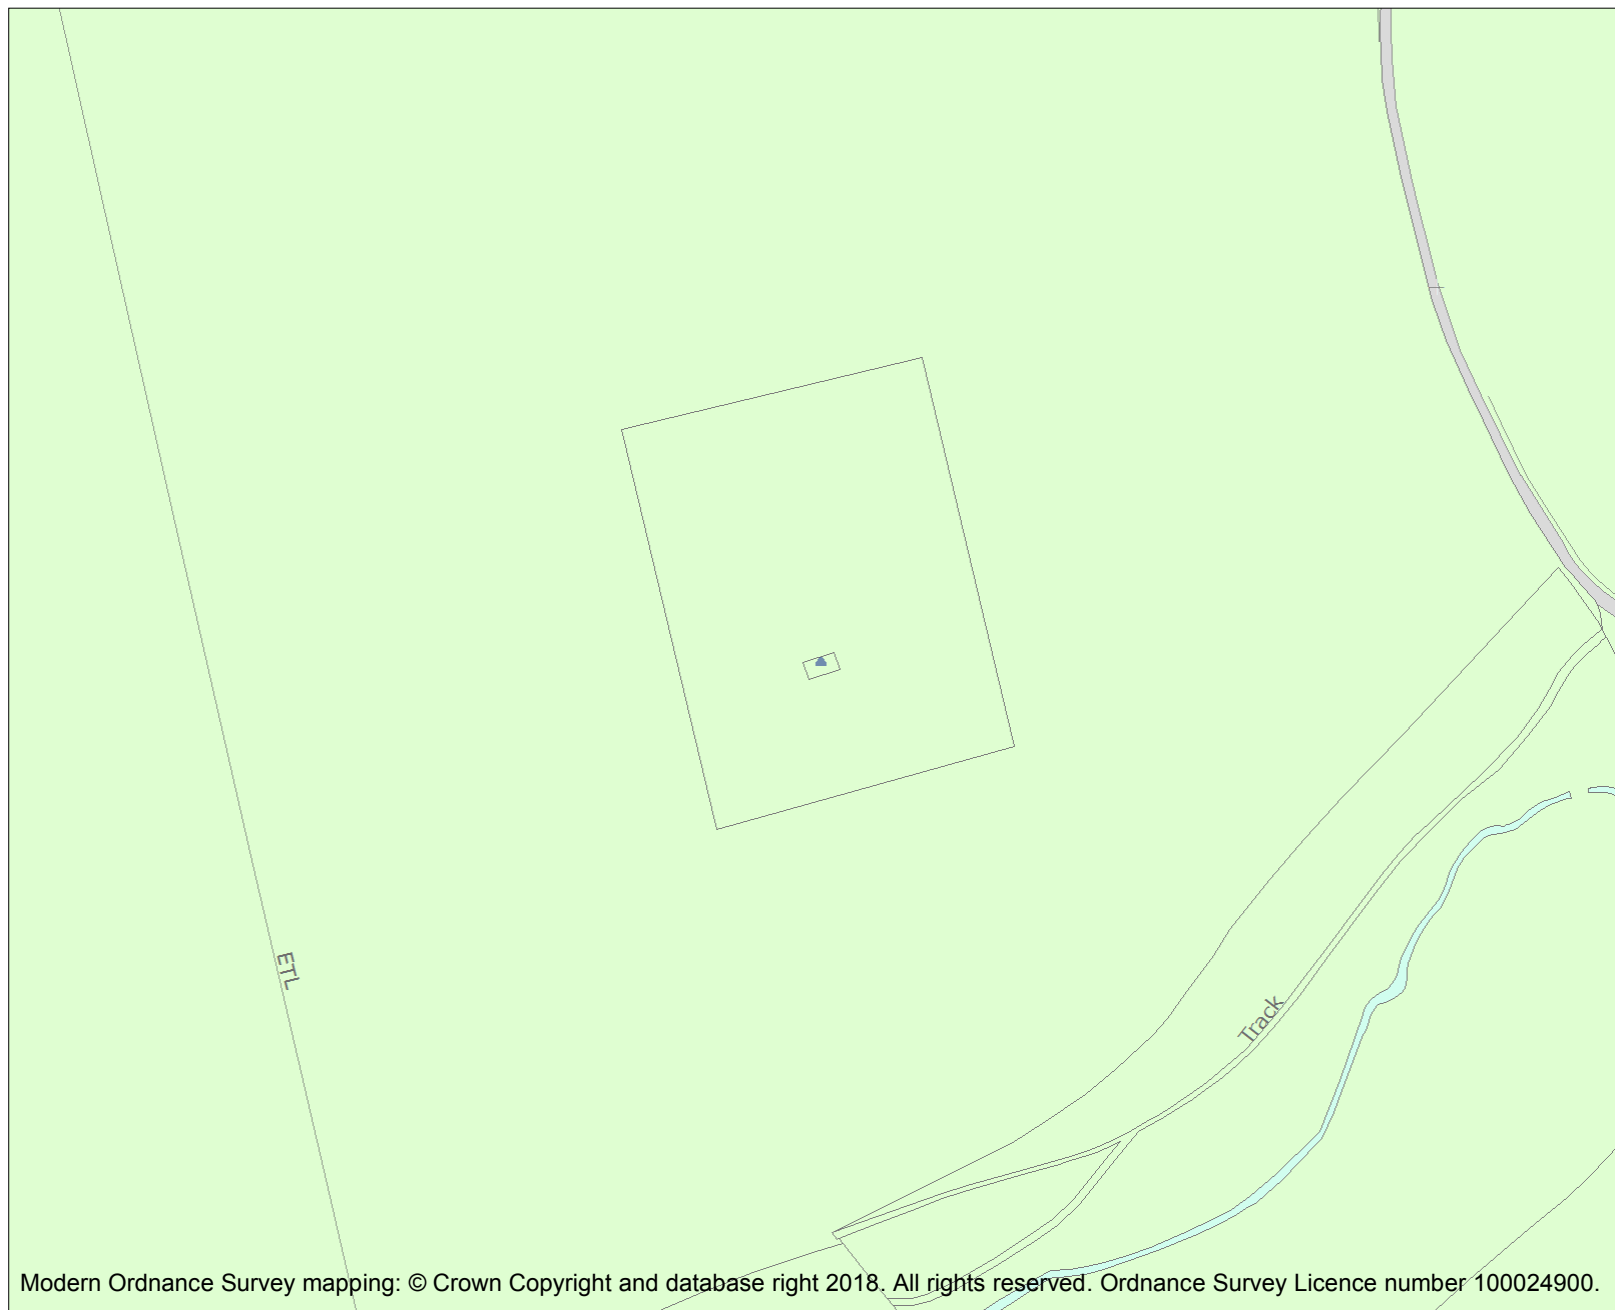 ETL
Track
Modern Ordnance Survey mapping: © Crown Copyright and database right 2018. All rights reserved. Ordnance Survey Licence number 100024900.